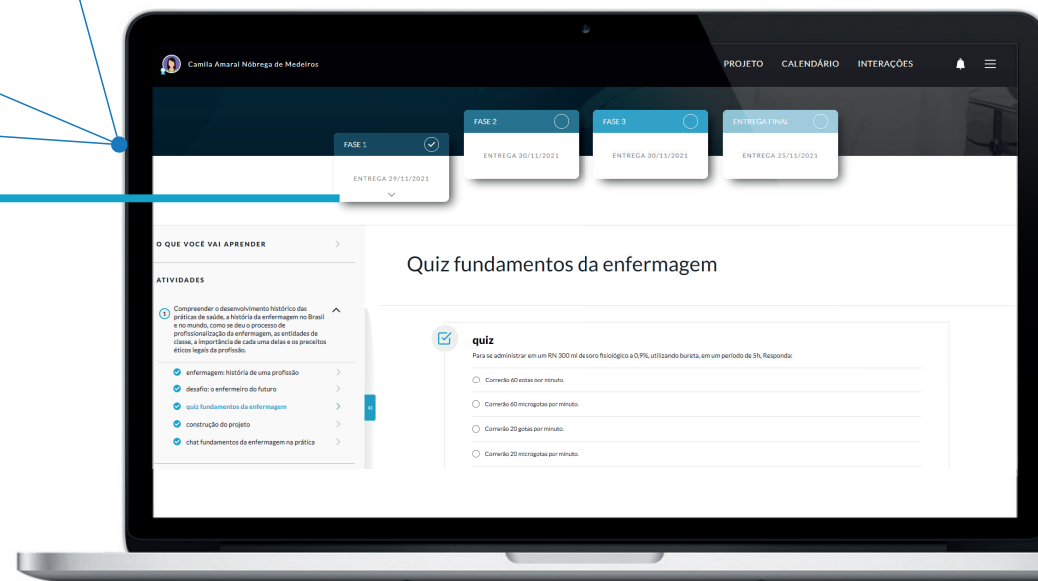 Camila Amaral Nóbrega de Medeiros
PROJETO CALENDÁRIO INTERAÇÕES
FASE 1
ENTREGA 29/11/2021
FASE 2
ENTREGA 30/11/2021
FASE 3
ENTREGA 30/11/2021
ENTREGA FINAL
ENTREGA 25/11/2021
O QUE VOCÊ VAI APRENDER
ATIVIDADES
1
Compreender o desenvolvimento histórico das
práticas de saúde, a história da enfermagem no Brasil
e no mundo, como se deu o processo de
profissionalização da enfermagem, as entidades de
classe, a importância de cada uma delas e os preceitos
éticos legais da profissão.
enfermagem: história de uma profissão
desafio: o enfermeiro do futuro
quiz fundamentos da enfermagem
construção do projeto
chat fundamentos da enfermagem na prática
Quiz fundamentos da enfermagem
quiz
Para se administrar em um RN 300 ml desoro fisiológico a 0,9%, utilizando bureta, em um período de 5h, Responda:
Correrão 60 gotas por minuto.
Correrão 60 microgotas por minuto.
Correrão 20 gotas por minuto.
Correrão 20 microgotas por minuto.